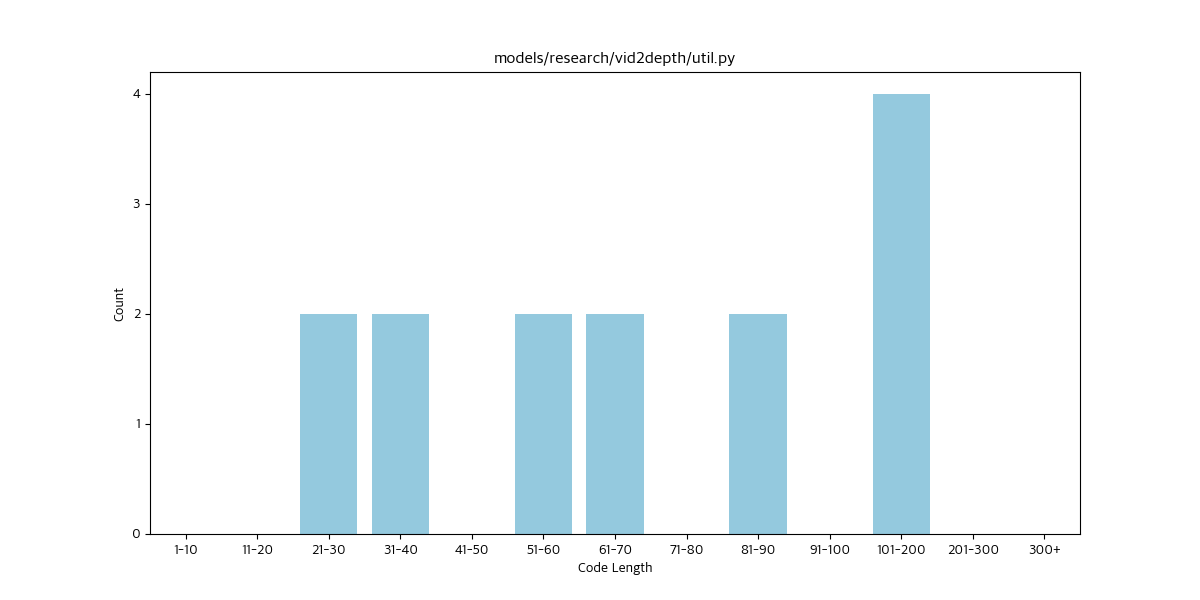 models/research/vid2depth/util.py
4
3
2
1
0
Count
1-10 11-20 21-30 31-40 41-50 51-60 61-70 71-80 81-90 91-100 101-200 201-300 300+
Code Length